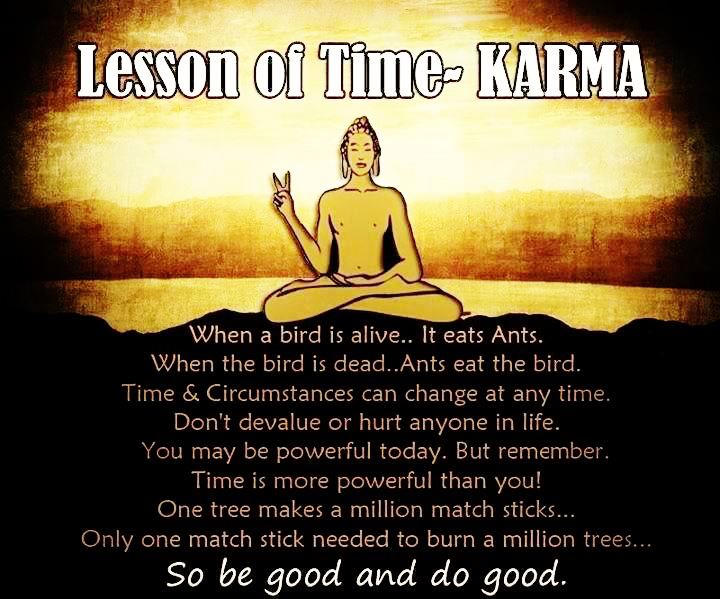 Lesson of Time~ KARMA
When a bird is alive.. It eats Ants.
When the bird is dead..Ants eat the bird.
Time & Circumstances can change at any time.
Don't devalue or hurt anyone in life.
You may be powerful today. But remember.
Time is more powerful than you!
One tree makes a million match sticks...
Only one match stick needed to burn a million trees...
So be good and do good.